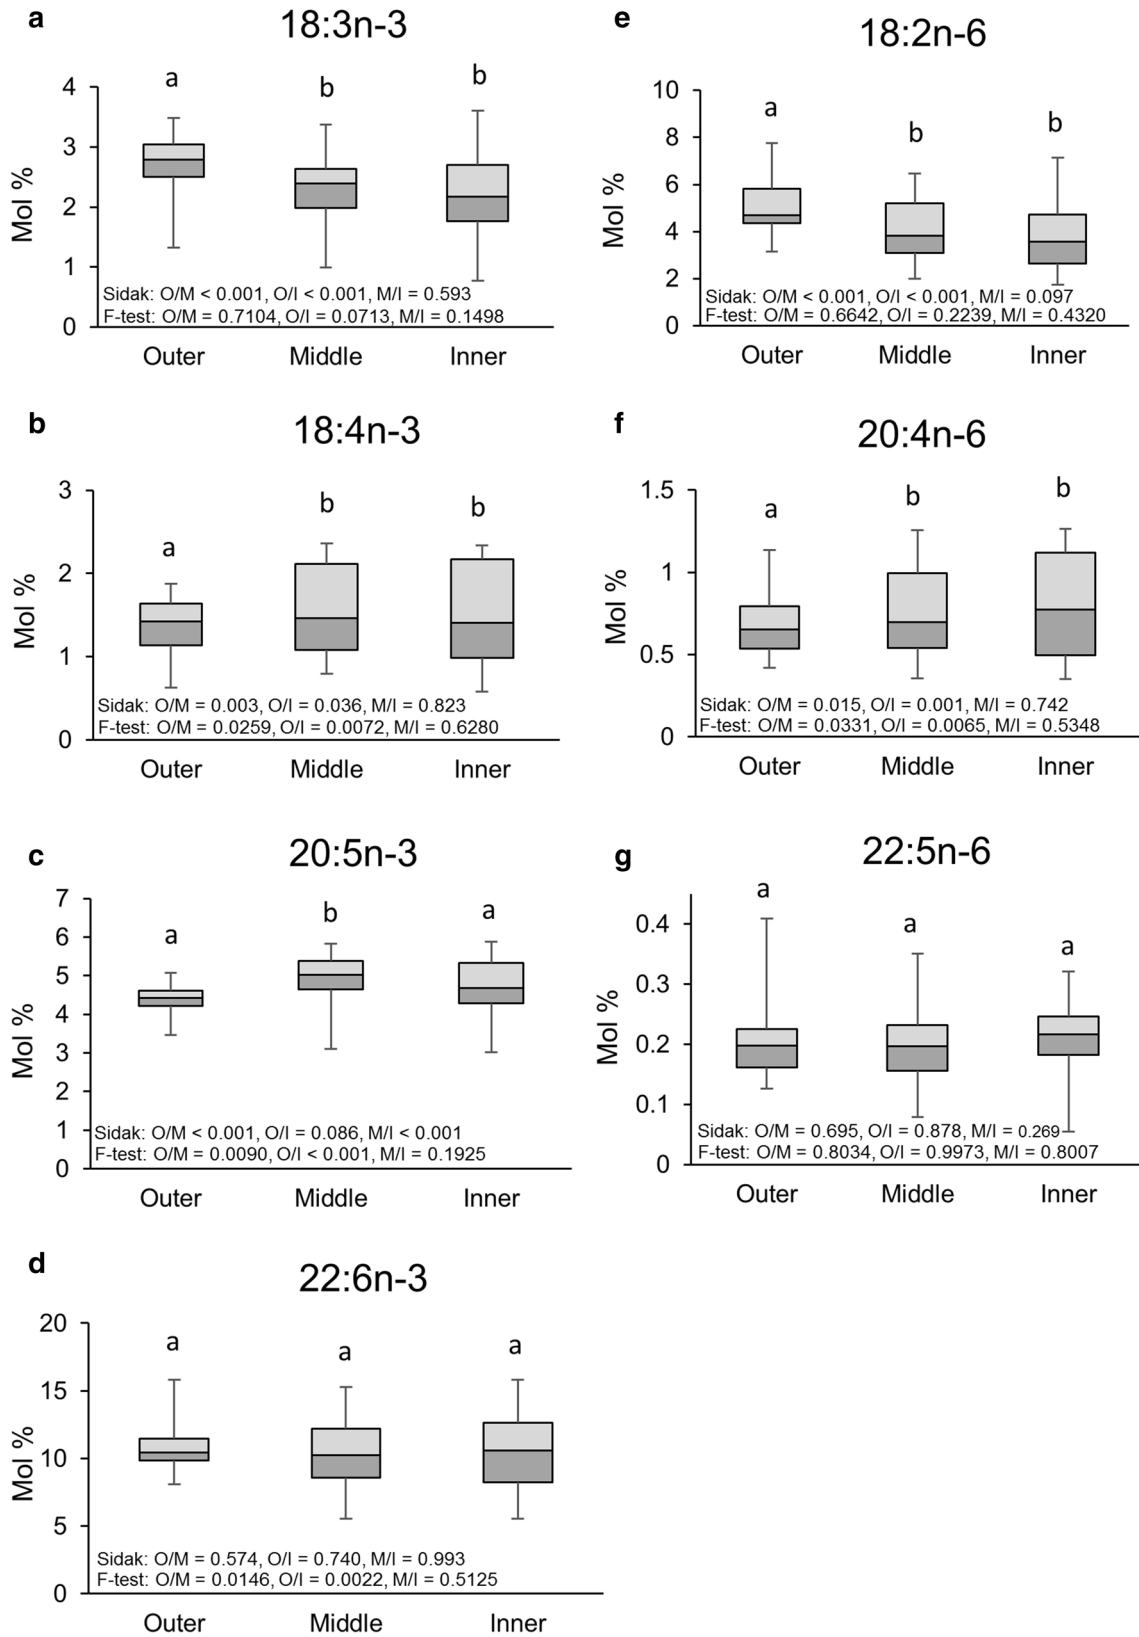 a
18:3n-3
a
b
b
4
3
2
1
0
Mol %
Sidak: O/M < 0.001, O/I < 0.001, M/I = 0.593
F-test: O/M = 0.7104, O/I = 0.0713, M/I = 0.1498
Outer Middle Inner
b
18:4n-3
a
b
b
3
2
1
0
Mol %
Sidak: O/M = 0.003, O/I = 0.036, M/I = 0.823
F-test: O/M = 0.0259, O/I = 0.0072, M/I = 0.6280
Outer Middle Inner
c
20:5n-3
a
b
a
7
6
5
4
3
2
1
0
Mol %
Sidak: O/M < 0.001, O/I = 0.086, M/I < 0.001
F-test: O/M = 0.0090, O/I < 0.001, M/I = 0.1925
Outer Middle Inner
d
22:6n-3
a
a
a
20
15
10
5
0
Mol %
Sidak: O/M = 0.574, O/I = 0.740, M/I = 0.993
F-test: O/M = 0.0146, O/I = 0.0022, M/I = 0.5125
Outer Middle Inner
e
18:2n-6
a
b
b
10
8
6
4
2
0
Mol %
Sidak: O/M < 0.001, O/I < 0.001, M/I = 0.097
F-test: O/M = 0.6642, O/I = 0.2239, M/I = 0.4320
Outer Middle Inner
f
20:4n-6
a
b
b
1.5
1
0.5
0
Mol %
Sidak: O/M = 0.015, O/I = 0.001, M/I = 0.742
F-test: O/M = 0.0331, O/I = 0.0065, M/I = 0.5348
Outer Middle Inner
g
22:5n-6
a
a
a
0.4
0.3
0.2
0.1
0
Mol %
Sidak: O/M = 0.695, O/I = 0.878, M/I = 0.269
F-test: O/M = 0.8034, O/I = 0.9973, M/I = 0.8007
Outer Middle Inner